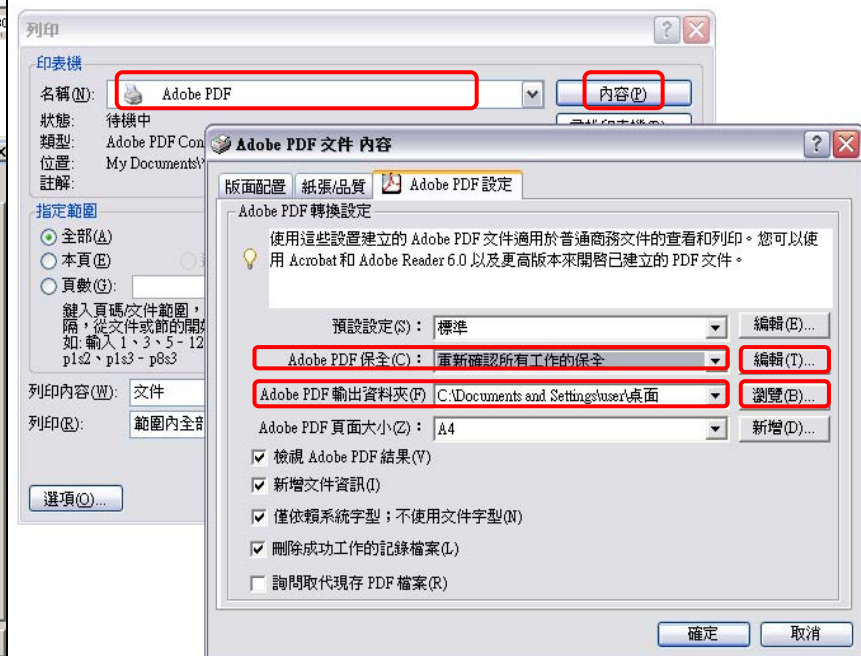 列印
印表機
名稱(N): Adobe PDF 內容(P)
狀態: 待機中
類型: Adobe PDF Con
位置: My Documents\
註解:
指定範圍
全部(A)
本頁(E)
頁數(G):
鍵入頁碼/文件範圍，
隔，從文件或節的開始
如: 輸入 1、3、5 - 12
p1s2、p1s3 - p8s3
列印內容(W): 文件
列印(R): 範圍內全部
選項(O)...
Adobe PDF 文件 內容
版面配置 紙張/品質 Adobe PDF 設定
Adobe PDF 轉換設定
使用這些設置建立的 Adobe PDF 文件適用於普通商務文件的查看和列印。您可以使
用 Acrobat 和 Adobe Reader 6.0 以及更高版本來開啓已建立的 PDF 文件。
預設設定(S)： 標準 編輯(E)...
Adobe PDF 保全(C)： 重新確認所有工作的保全 編輯(T)...
Adobe PDF 輸出資料夾(F) C:\Documents and Settings\user\桌面 瀏覽(B)...
Adobe PDF 頁面大小(Z)： A4 新增(D)...
檢視 Adobe PDF 結果(V)
新增文件資訊(I)
僅依賴系統字型；不使用文件字型(N)
刪除成功工作的記錄檔案(L)
詢問取代現存 PDF 檔案(R)
確定 取消